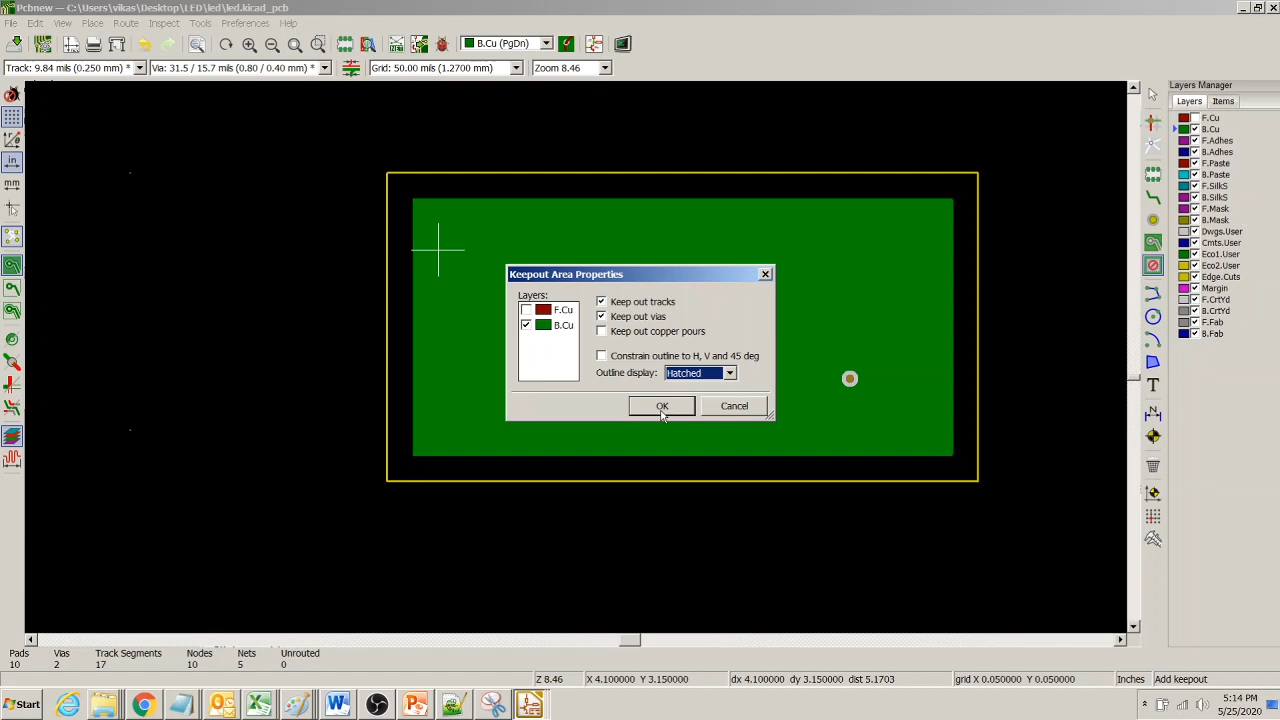 Pcbnew — C:\Users\vikas\Desktop\LED\led\led.kicad_pcb
File Edit View Place Route Inspect Tools Preferences Help
B.Cu (PgDn)
Track: 9.84 mils (0.250 mm) * Via: 31.5 / 15.7 mils (0.80 / 0.40 mm) * Grid: 50.00 mils (1.2700 mm) Zoom 8.46
in
mm
Layers Manager
Layers Items
F.Cu
B.Cu
F.Adhes
B.Adhes
F.Paste
B.Paste
F.SilkS
B.SilkS
F.Mask
B.Mask
Dwgs.User
Cmts.User
Eco1.User
Eco2.User
Edge.Cuts
Margin
F.CrtYd
B.CrtYd
F.Fab
B.Fab
Keepout Area Properties
Layers:
F.Cu
B.Cu
Keep out tracks
Keep out vias
Keep out copper pours
Constrain outline to H, V and 45 deg
Outline display: Hatched
OK Cancel
Pads Vias Track Segments Nodes Nets Unrouted
10 2 17 10 5 0
Z 8.46 X 4.100000 Y 3.150000 dx 4.100000 dy 3.150000 dist 5.1703 grid X 0.050000 Y 0.050000 Inches Add keepout
Start
5:14 PM
5/25/2020